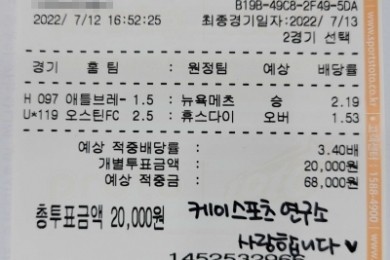 B19B-49C8-2F49-5DA
2022/ 7/12 16:52:25 최종경기일자:2022/ 7/13
2경기 선택
경기 홈 팀 : 원정팀 예상 배당률
H 097 애틀브레- 1.5 : 뉴욕메츠 승 2.19
U*119 오스틴FC 2.5 : 휴스다이 오버 1.53
예상 적중배당률 : 3.40배
개별투표금액 : 20,000원
예상 적중금 : 68,000원
총투표금액 20,000원 케이스포츠 연구소
사랑합니다♥